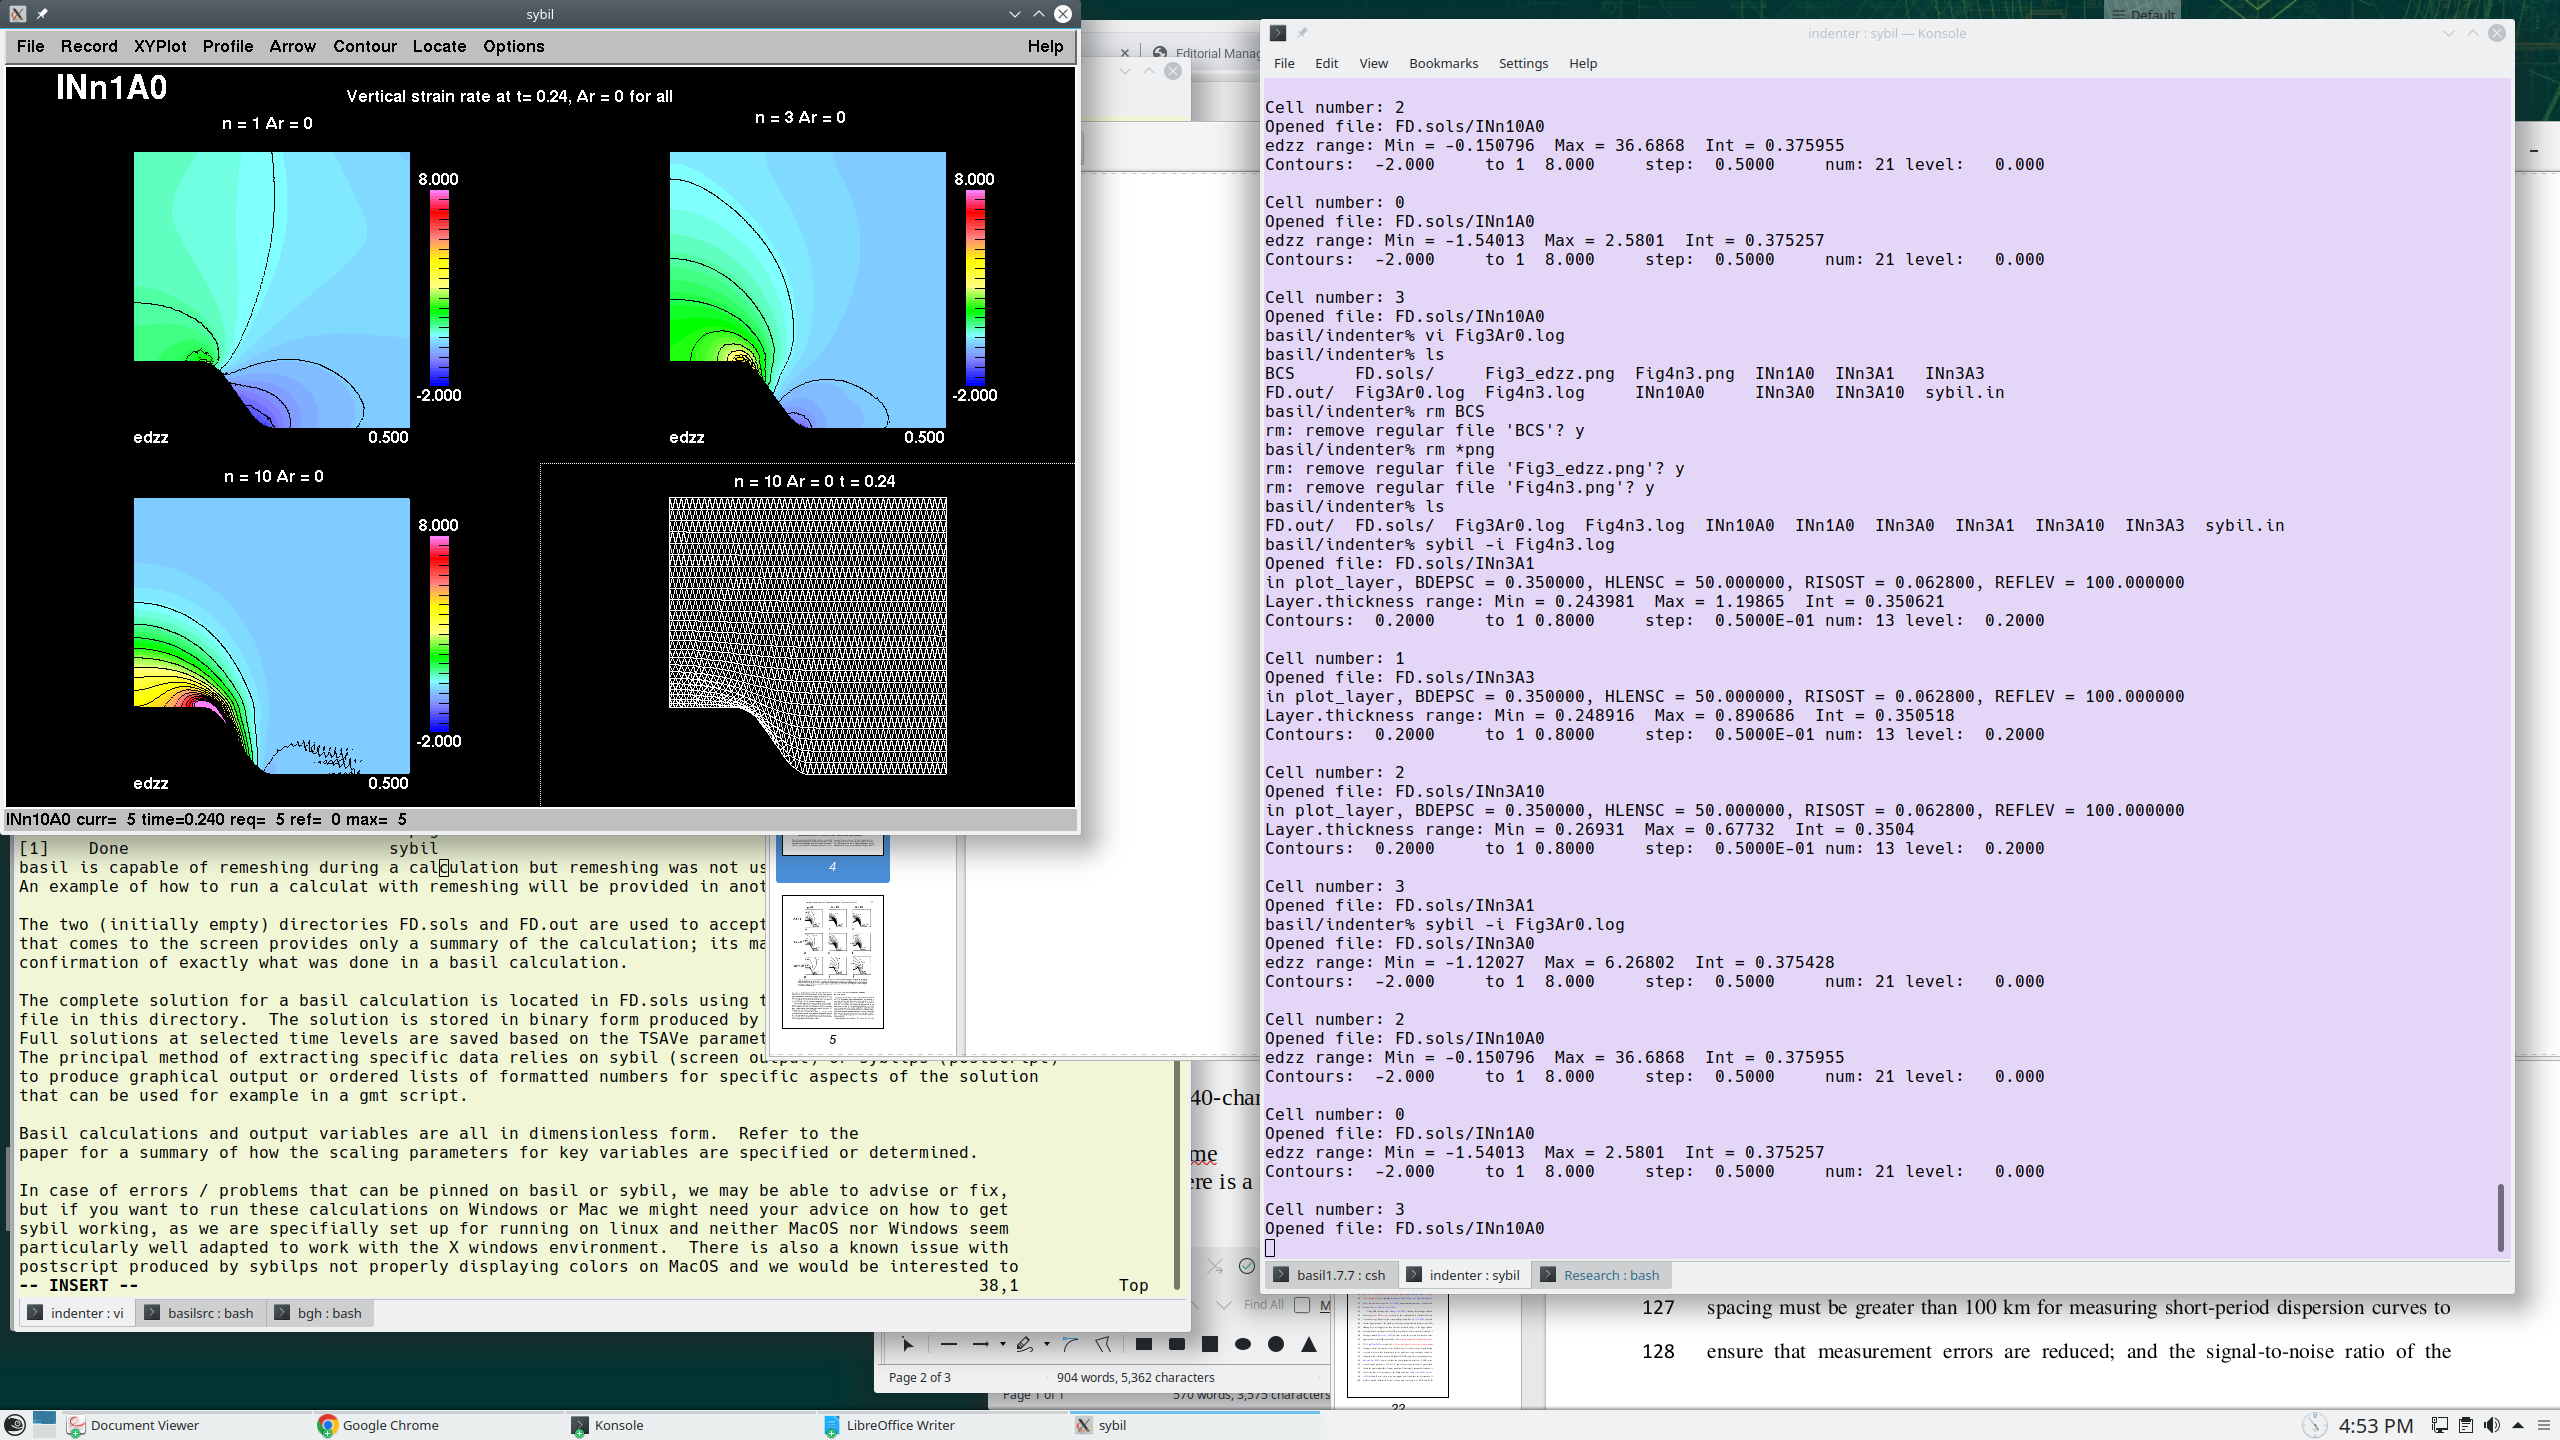 sybil
File Record XYPlot Profile Arrow Contour Locate Options Help
INn1A0
Vertical strain rate at t= 0.24, Ar = 0 for all
n = 1 Ar = 0
n = 3 Ar = 0
8.000
-2.000
edzz
0.500
8.000
-2.000
edzz
0.500
n = 10 Ar = 0
n = 10 Ar = 0 t = 0.24
8.000
-2.000
edzz
0.500
INn10A0 curr= 5 time=0.240 req= 5 ref= 0 max= 5
[1] Done sybil
basil is capable of remeshing during a calculation but remeshing was not us
An example of how to run a calculat with remeshing will be provided in anot
The two (initially empty) directories FD.sols and FD.out are used to accept
that comes to the screen provides only a summary of the calculation; its ma
confirmation of exactly what was done in a basil calculation.
The complete solution for a basil calculation is located in FD.sols using t
file in this directory. The solution is stored in binary form produced by
Full solutions at selected time levels are saved based on the TSAVe paramet
The principal method of extracting specific data relies on sybil (screen output) or sybilps (postscript)
to produce graphical output or ordered lists of formatted numbers for specific aspects of the solution
that can be used for example in a gmt script.
Basil calculations and output variables are all in dimensionless form. Refer to the
paper for a summary of how the scaling parameters for key variables are specified or determined.
In case of errors / problems that can be pinned on basil or sybil, we may be able to advise or fix,
but if you want to run these calculations on Windows or Mac we might need your advice on how to get
sybil working, as we are specifially set up for running on linux and neither MacOS nor Windows seem
particularly well adapted to work with the X windows environment. There is also a known issue with
postscript produced by sybilps not properly displaying colors on MacOS and we would be interested to
-- INSERT -- 38,1 Top
indenter : vi basilsrc : bash bgh : bash
4
5
Editorial Manag
Default
40-char
me
ere is a
Find All
Page 2 of 3 904 words, 5,362 characters
Page 1 of 1 570 words, 3,575 characters
indenter : sybil — Konsole
File Edit View Bookmarks Settings Help
Cell number: 2
Opened file: FD.sols/INn10A0
edzz range: Min = -0.150796 Max = 36.6868 Int = 0.375955
Contours: -2.000 to 1 8.000 step: 0.5000 num: 21 level: 0.000
Cell number: 0
Opened file: FD.sols/INn1A0
edzz range: Min = -1.54013 Max = 2.5801 Int = 0.375257
Contours: -2.000 to 1 8.000 step: 0.5000 num: 21 level: 0.000
Cell number: 3
Opened file: FD.sols/INn10A0
basil/indenter% vi Fig3Ar0.log
basil/indenter% ls
BCS FD.sols/ Fig3_edzz.png Fig4n3.png INn1A0 INn3A1 INn3A3
FD.out/ Fig3Ar0.log Fig4n3.log INn10A0 INn3A0 INn3A10 sybil.in
basil/indenter% rm BCS
rm: remove regular file 'BCS'? y
basil/indenter% rm *png
rm: remove regular file 'Fig3_edzz.png'? y
rm: remove regular file 'Fig4n3.png'? y
basil/indenter% ls
FD.out/ FD.sols/ Fig3Ar0.log Fig4n3.log INn10A0 INn1A0 INn3A0 INn3A1 INn3A10 INn3A3 sybil.in
basil/indenter% sybil -i Fig4n3.log
Opened file: FD.sols/INn3A1
in plot_layer, BDEPSC = 0.350000, HLENSC = 50.000000, RISOST = 0.062800, REFLEV = 100.000000
Layer.thickness range: Min = 0.243981 Max = 1.19865 Int = 0.350621
Contours: 0.2000 to 1 0.8000 step: 0.5000E-01 num: 13 level: 0.2000
Cell number: 1
Opened file: FD.sols/INn3A3
in plot_layer, BDEPSC = 0.350000, HLENSC = 50.000000, RISOST = 0.062800, REFLEV = 100.000000
Layer.thickness range: Min = 0.248916 Max = 0.890686 Int = 0.350518
Contours: 0.2000 to 1 0.8000 step: 0.5000E-01 num: 13 level: 0.2000
Cell number: 2
Opened file: FD.sols/INn3A10
in plot_layer, BDEPSC = 0.350000, HLENSC = 50.000000, RISOST = 0.062800, REFLEV = 100.000000
Layer.thickness range: Min = 0.26931 Max = 0.67732 Int = 0.3504
Contours: 0.2000 to 1 0.8000 step: 0.5000E-01 num: 13 level: 0.2000
Cell number: 3
Opened file: FD.sols/INn3A1
basil/indenter% sybil -i Fig3Ar0.log
Opened file: FD.sols/INn3A0
edzz range: Min = -1.12027 Max = 6.26802 Int = 0.375428
Contours: -2.000 to 1 8.000 step: 0.5000 num: 21 level: 0.000
Cell number: 2
Opened file: FD.sols/INn10A0
edzz range: Min = -0.150796 Max = 36.6868 Int = 0.375955
Contours: -2.000 to 1 8.000 step: 0.5000 num: 21 level: 0.000
Cell number: 0
Opened file: FD.sols/INn1A0
edzz range: Min = -1.54013 Max = 2.5801 Int = 0.375257
Contours: -2.000 to 1 8.000 step: 0.5000 num: 21 level: 0.000
Cell number: 3
Opened file: FD.sols/INn10A0
basil1.7.7 : csh indenter : sybil Research : bash
127 spacing must be greater than 100 km for measuring short-period dispersion curves to
128 ensure that measurement errors are reduced; and the signal-to-noise ratio of the
22
Document Viewer Google Chrome Konsole LibreOffice Writer sybil 4:53 PM